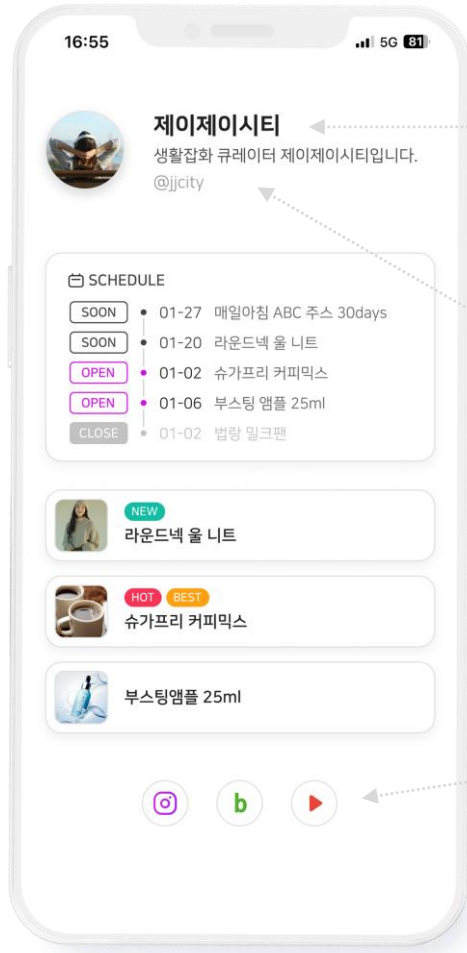 16:55
5G 81
제이제이시티
생활잡화 큐레이터 제이제이시티입니다.
@jjcity
SCHEDULE
SOON 01-27 매일아침 ABC 주스 30days
SOON 01-20 라운드넥 울 니트
OPEN 01-02 슈가프리 커피믹스
OPEN 01-06 부스팅 앰플 25ml
CLOSE 01-02 법랑 밀크팬
NEW
라운드넥 울 니트
HOT BEST
슈가프리 커피믹스
부스팅앰플 25ml
b